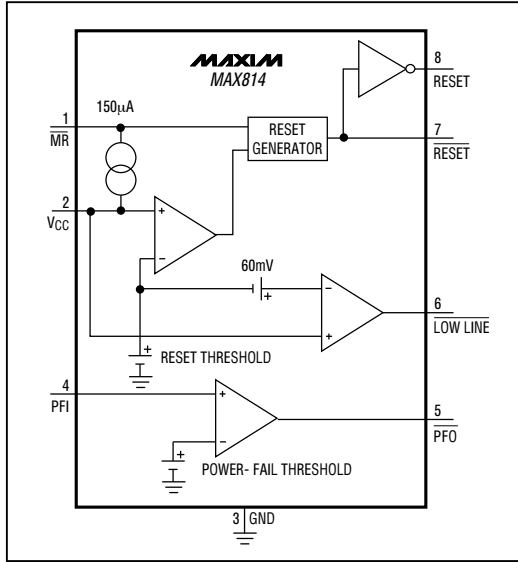 MAXIM
MAX814
8
RESET
150µA
1
MR
RESET
GENERATOR
7
RESET
2
VCC
+
−
60mV
+
−
+
6
LOW LINE
+
RESET THRESHOLD
4
PFI
+
−
5
PFO
+
POWER- FAIL THRESHOLD
3 GND